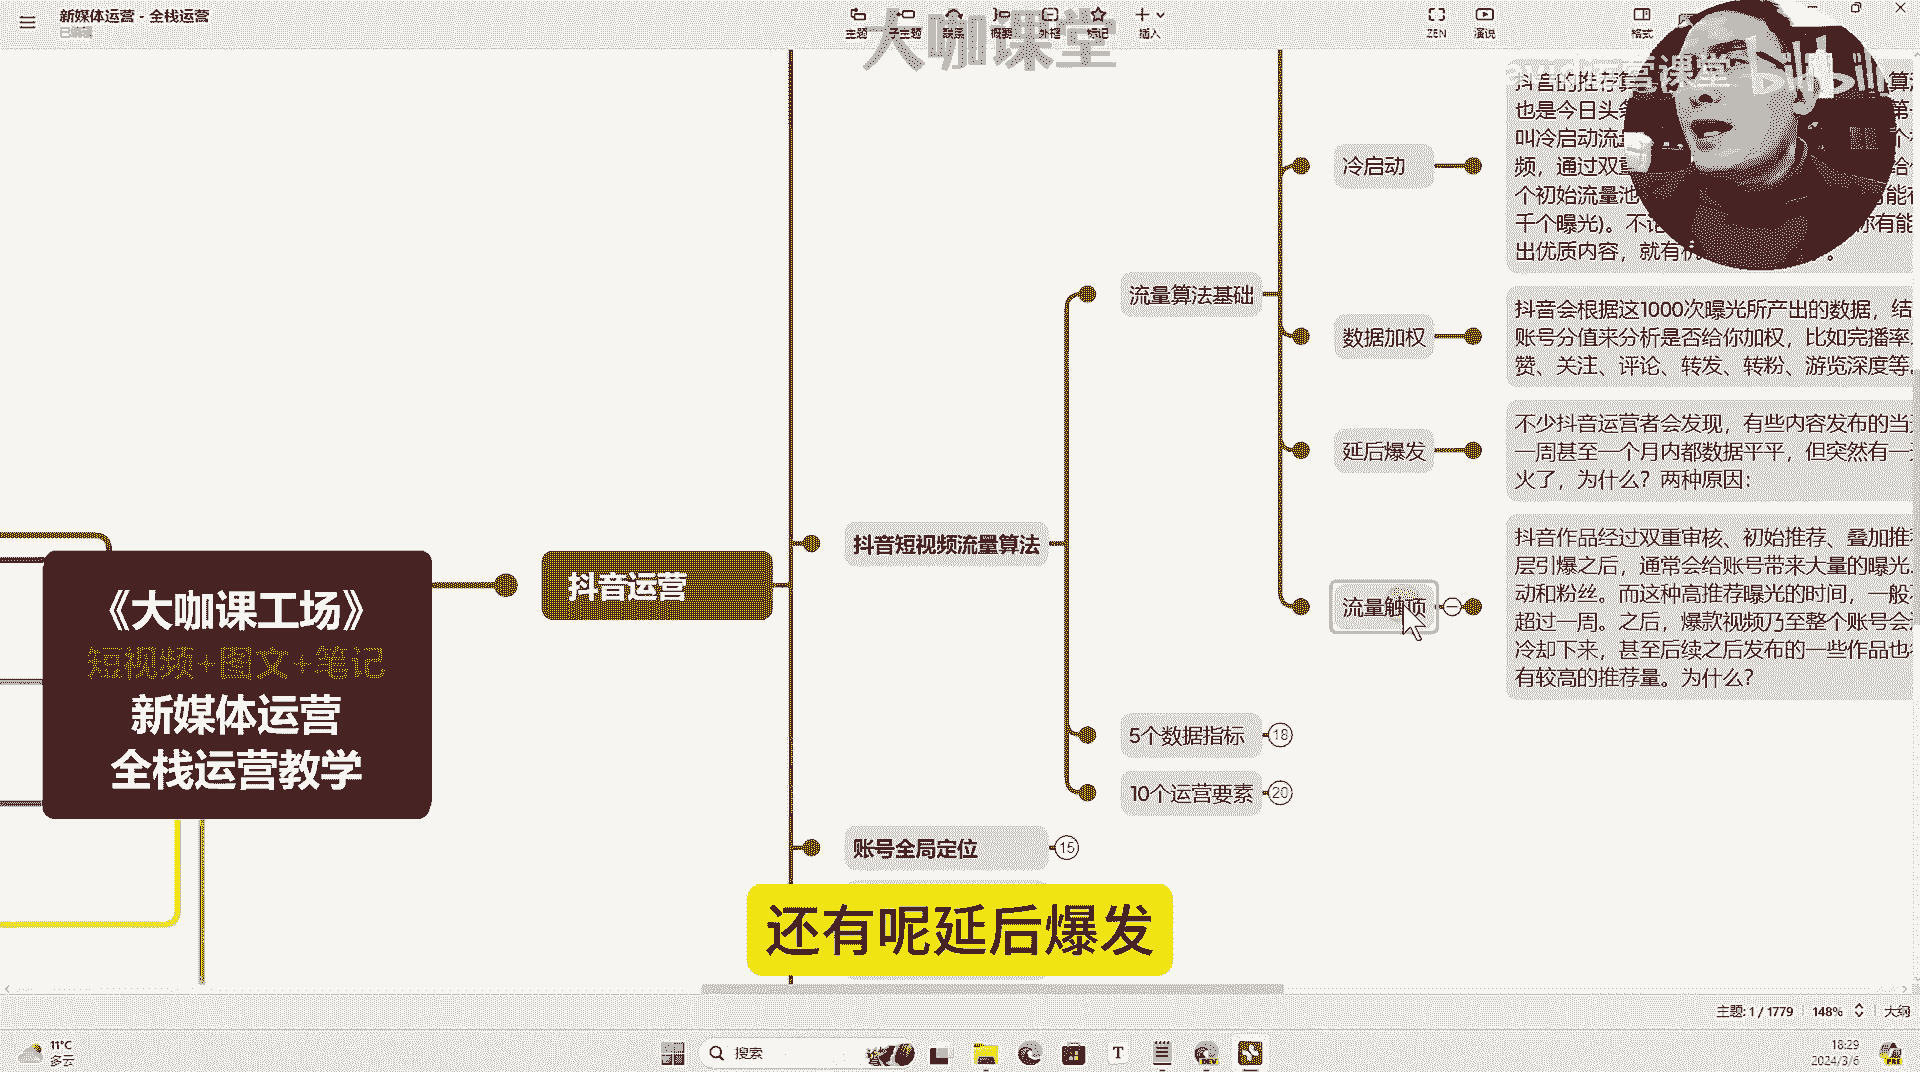 新媒体运营 - 全栈运营
已编辑
主题
子主题
联系
概要
外框
标记
插入
ZEN
演说
格式
大咖课堂
运营课堂
bilibili
抖音的推荐算
也是今日头条
叫冷启动流量
频，通过双重
个初始流量池
千个曝光)。不论
出优质内容，就有机
冷启动
流量算法基础
抖音会根据这1000次曝光所产出的数据，结
账号分值来分析是否给你加权，比如完播率、
赞、关注、评论、转发、转粉、游览深度等。
数据加权
不少抖音运营者会发现，有些内容发布的当天
一周甚至一个月内都数据平平，但突然有一天
火了，为什么？两种原因：
延后爆发
抖音短视频流量算法
抖音作品经过双重审核、初始推荐、叠加推荐
层引爆之后，通常会给账号带来大量的曝光、
动和粉丝。而这种高推荐曝光的时间，一般不
超过一周。之后，爆款视频乃至整个账号会迅
冷却下来，甚至后续之后发布的一些作品也很
有较高的推荐量。为什么？
流量触顶
抖音运营
《大咖课工场》
短视频+图文+笔记
新媒体运营
全栈运营教学
5个数据指标
18
10个运营要素
20
账号全局定位
15
还有呢延后爆发
主题: 1 / 1779
148%
大纲
11°C
多云
搜索
18:29
2024/3/6